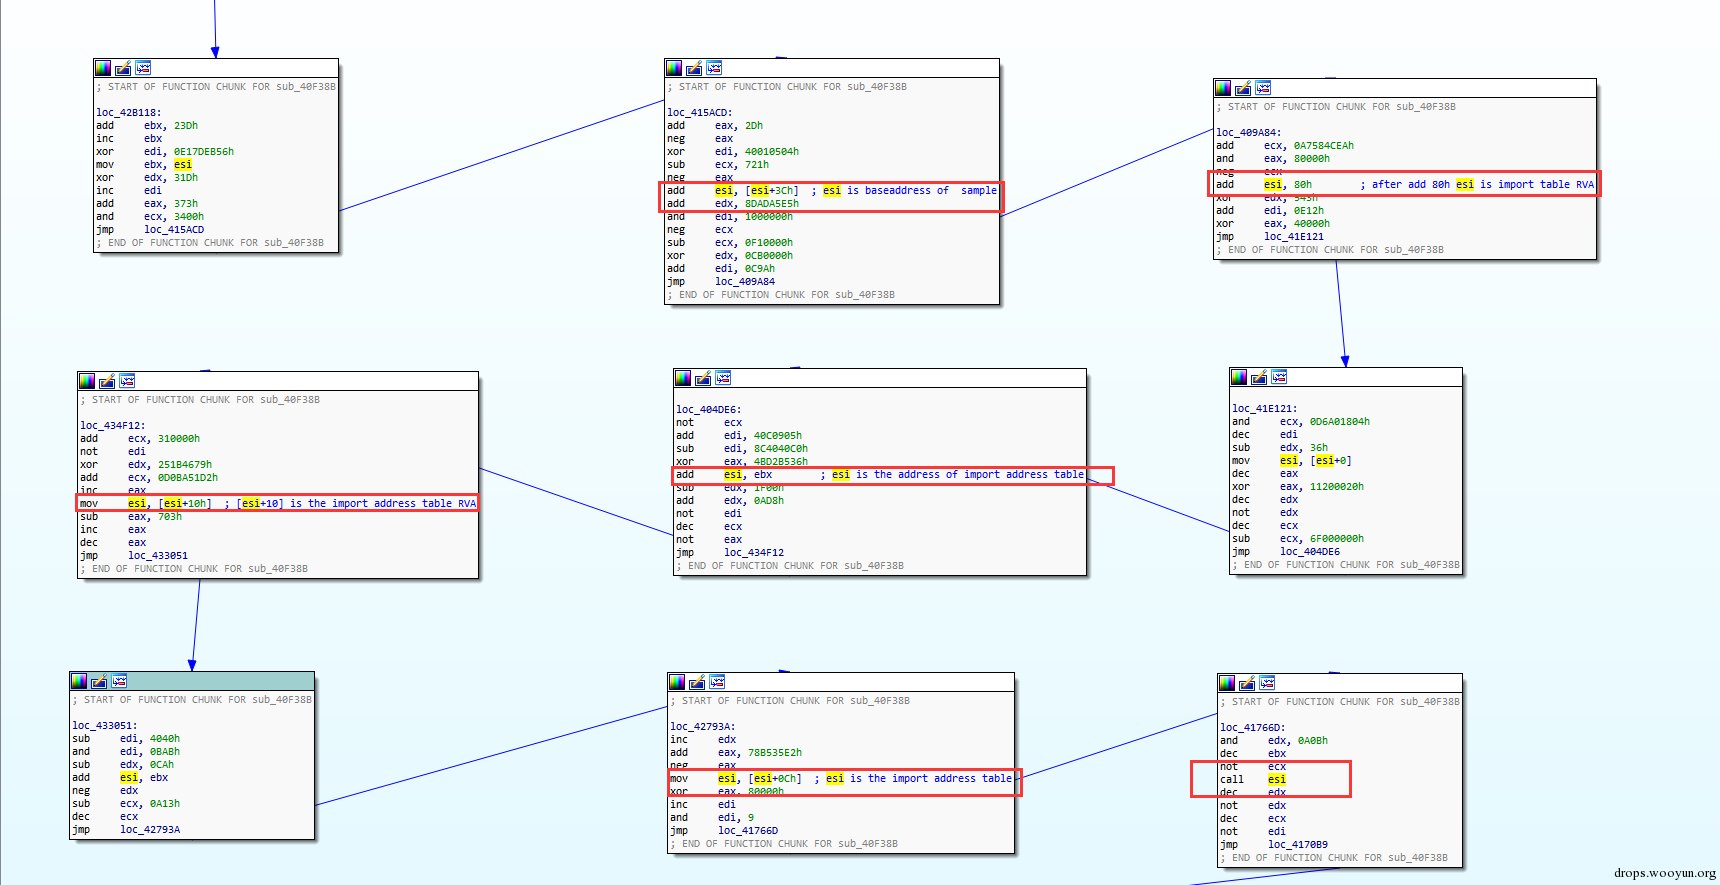 ; START OF FUNCTION CHUNK FOR sub_40F38B
loc_42B118:
add ebx, 23Dh
inc ebx
xor edi, 0E17DEB56h
mov ebx, esi
xor edi, 31Dh
inc edi
add eax, 373h
and ecx, 3400h
jmp loc_415ACD
; END OF FUNCTION CHUNK FOR sub_40F38B
; START OF FUNCTION CHUNK FOR sub_40F38B
loc_415ACD:
add eax, 2Dh
neg eax
xor edi, 40010504h
sub ecx, 721h
neg eax
add esi, [esi+3Ch] ; esi is baseaddress of sample
add edx, 8DADA5E5h
and edi, 1000000h
neg ecx
sub ecx, 0F10000h
xor edx, 0CB0000h
add edi, 0C9Ah
jmp loc_409A84
; END OF FUNCTION CHUNK FOR sub_40F38B
; START OF FUNCTION CHUNK FOR sub_40F38B
loc_409A84:
add ecx, 0A7584CEAh
and eax, 80000h
neg ecx
add esi, 80h ; after add 80h esi is import table RVA
xor edi, 943h
add edi, 0E12h
xor eax, 40000h
jmp loc_41E121
; END OF FUNCTION CHUNK FOR sub_40F38B
; START OF FUNCTION CHUNK FOR sub_40F38B
loc_434F12:
add ecx, 310000h
not edi
xor edx, 251B4679h
add ecx, 0D0BA51D2h
inc eax
mov esi, [esi+10h] ; [esi+10] is the import address table RVA
sub eax, 703h
inc eax
dec eax
jmp loc_433051
; END OF FUNCTION CHUNK FOR sub_40F38B
loc_404DE6:
not ecx
add edi, 40C0905h
sub edi, 8C4040C0h
xor eax, 4BD2B536h
add esi, ebx ; esi is the address of import address table
sub edx, 1F00h
add edx, 0AD8h
not edi
dec ecx
not eax
jmp loc_434F12
; END OF FUNCTION CHUNK FOR sub_40F38B
loc_41E121:
and ecx, 0D6A01804h
dec edi
sub edx, 36h
mov esi, [esi+0]
dec eax
xor eax, 11200020h
dec edx
not edx
dec ecx
sub ecx, 6F000000h
jmp loc_404DE6
; END OF FUNCTION CHUNK FOR sub_40F38B
; START OF FUNCTION CHUNK FOR sub_40F38B
loc_433051:
sub edi, 4040h
and edi, 0BABh
sub edx, 0CAh
add esi, ebx
neg edx
sub ecx, 0A13h
dec ecx
jmp loc_42793A
; END OF FUNCTION CHUNK FOR sub_40F38B
; START OF FUNCTION CHUNK FOR sub_40F38B
loc_42793A:
inc edx
add eax, 78B535E2h
neg eax
mov esi, [esi+0Ch] ; esi is the import address table
xor eax, 80000h
inc edi
and edi, 9
jmp loc_41766D
; END OF FUNCTION CHUNK FOR sub_40F38B
; START OF FUNCTION CHUNK FOR sub_40F38B
loc_41766D:
and edx, 0A0Bh
dec ebx
not ecx
call esi
dec edx
not edx
dec ecx
not edi
jmp loc_4170B9
; END OF FUNCTION CHUNK FOR sub_40F38B
drops.wooyun.org